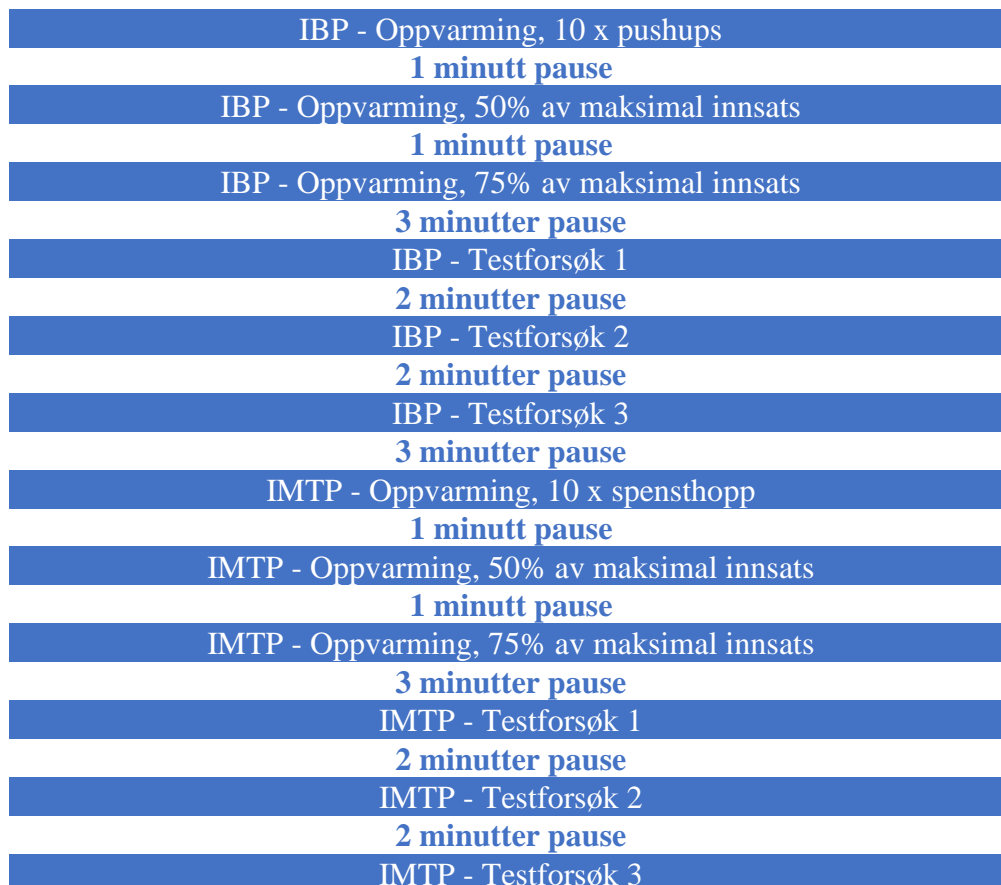 IBP - Oppvarming, 10 x pushups
1 minutt pause
IBP - Oppvarming, 50% av maksimal innsats
1 minutt pause
IBP - Oppvarming, 75% av maksimal innsats
3 minutter pause
IBP - Testforsøk 1
2 minutter pause
IBP - Testforsøk 2
2 minutter pause
IBP - Testforsøk 3
3 minutter pause
IMTP - Oppvarming, 10 x spensthopp
1 minutt pause
IMTP - Oppvarming, 50% av maksimal innsats
1 minutt pause
IMTP - Oppvarming, 75% av maksimal innsats
3 minutter pause
IMTP - Testforsøk 1
2 minutter pause
IMTP - Testforsøk 2
2 minutter pause
IMTP - Testforsøk 3